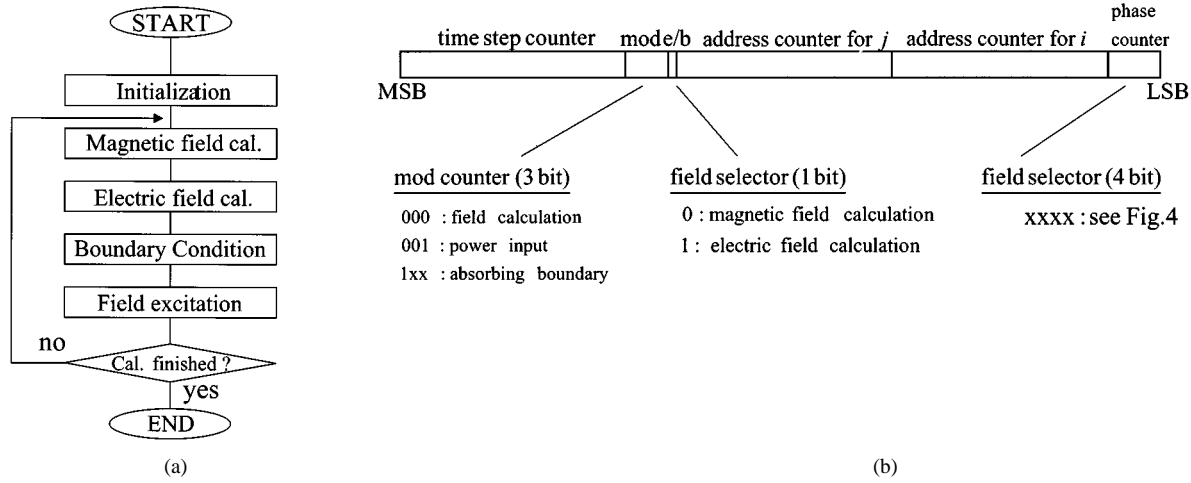 START
Initialization
Magnetic field cal.
Electric field cal.
Boundary Condition
Field excitation
Cal. finished ?
no
yes
END
(a)
phase
time step counter mod e/b address counter for j address counter for i counter
MSB LSB
mod counter (3 bit)
000 : field calculation
001 : power input
1xx : absorbing boundary
field selector (1 bit)
0 : magnetic field calculation
1 : electric field calculation
field selector (4 bit)
xxxx : see Fig.4
(b)